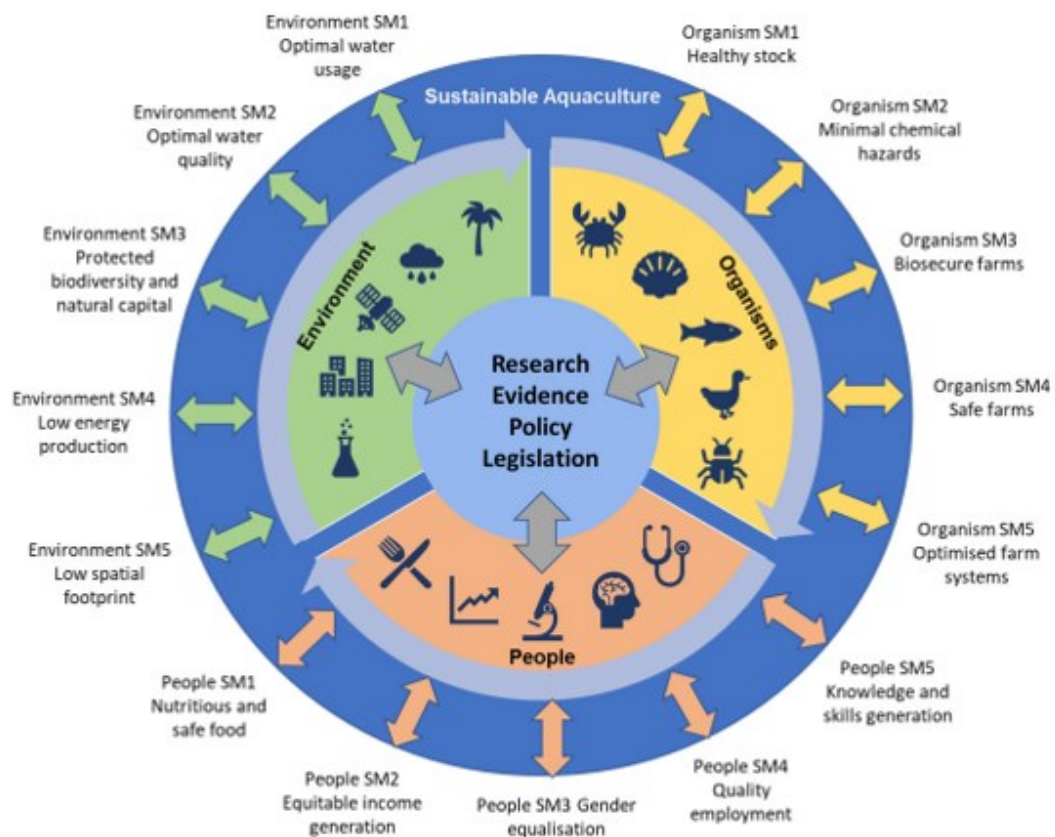 Environment SM1
Optimal water
usage
Organism SM1
Healthy stock
Sustainable Aquaculture
Environment SM2
Optimal water
quality
Organism SM2
Minimal chemical
hazards
Environment SM3
Protected
biodiversity and
natural capital
Organism SM3
Biosecure farms
Environment
Organisms
Research
Evidence
Policy
Legislation
Environment SM4
Low energy
production
Organism SM4
Safe farms
Environment SM5
Low spatial
footprint
Organism SM5
Optimised farm
systems
People
People SM1
Nutritious and
safe food
People SM2
Equitable income
generation
People SM3 Gender
equalisation
People SM4
Quality
employment
People SM5
Knowledge and
skills generation